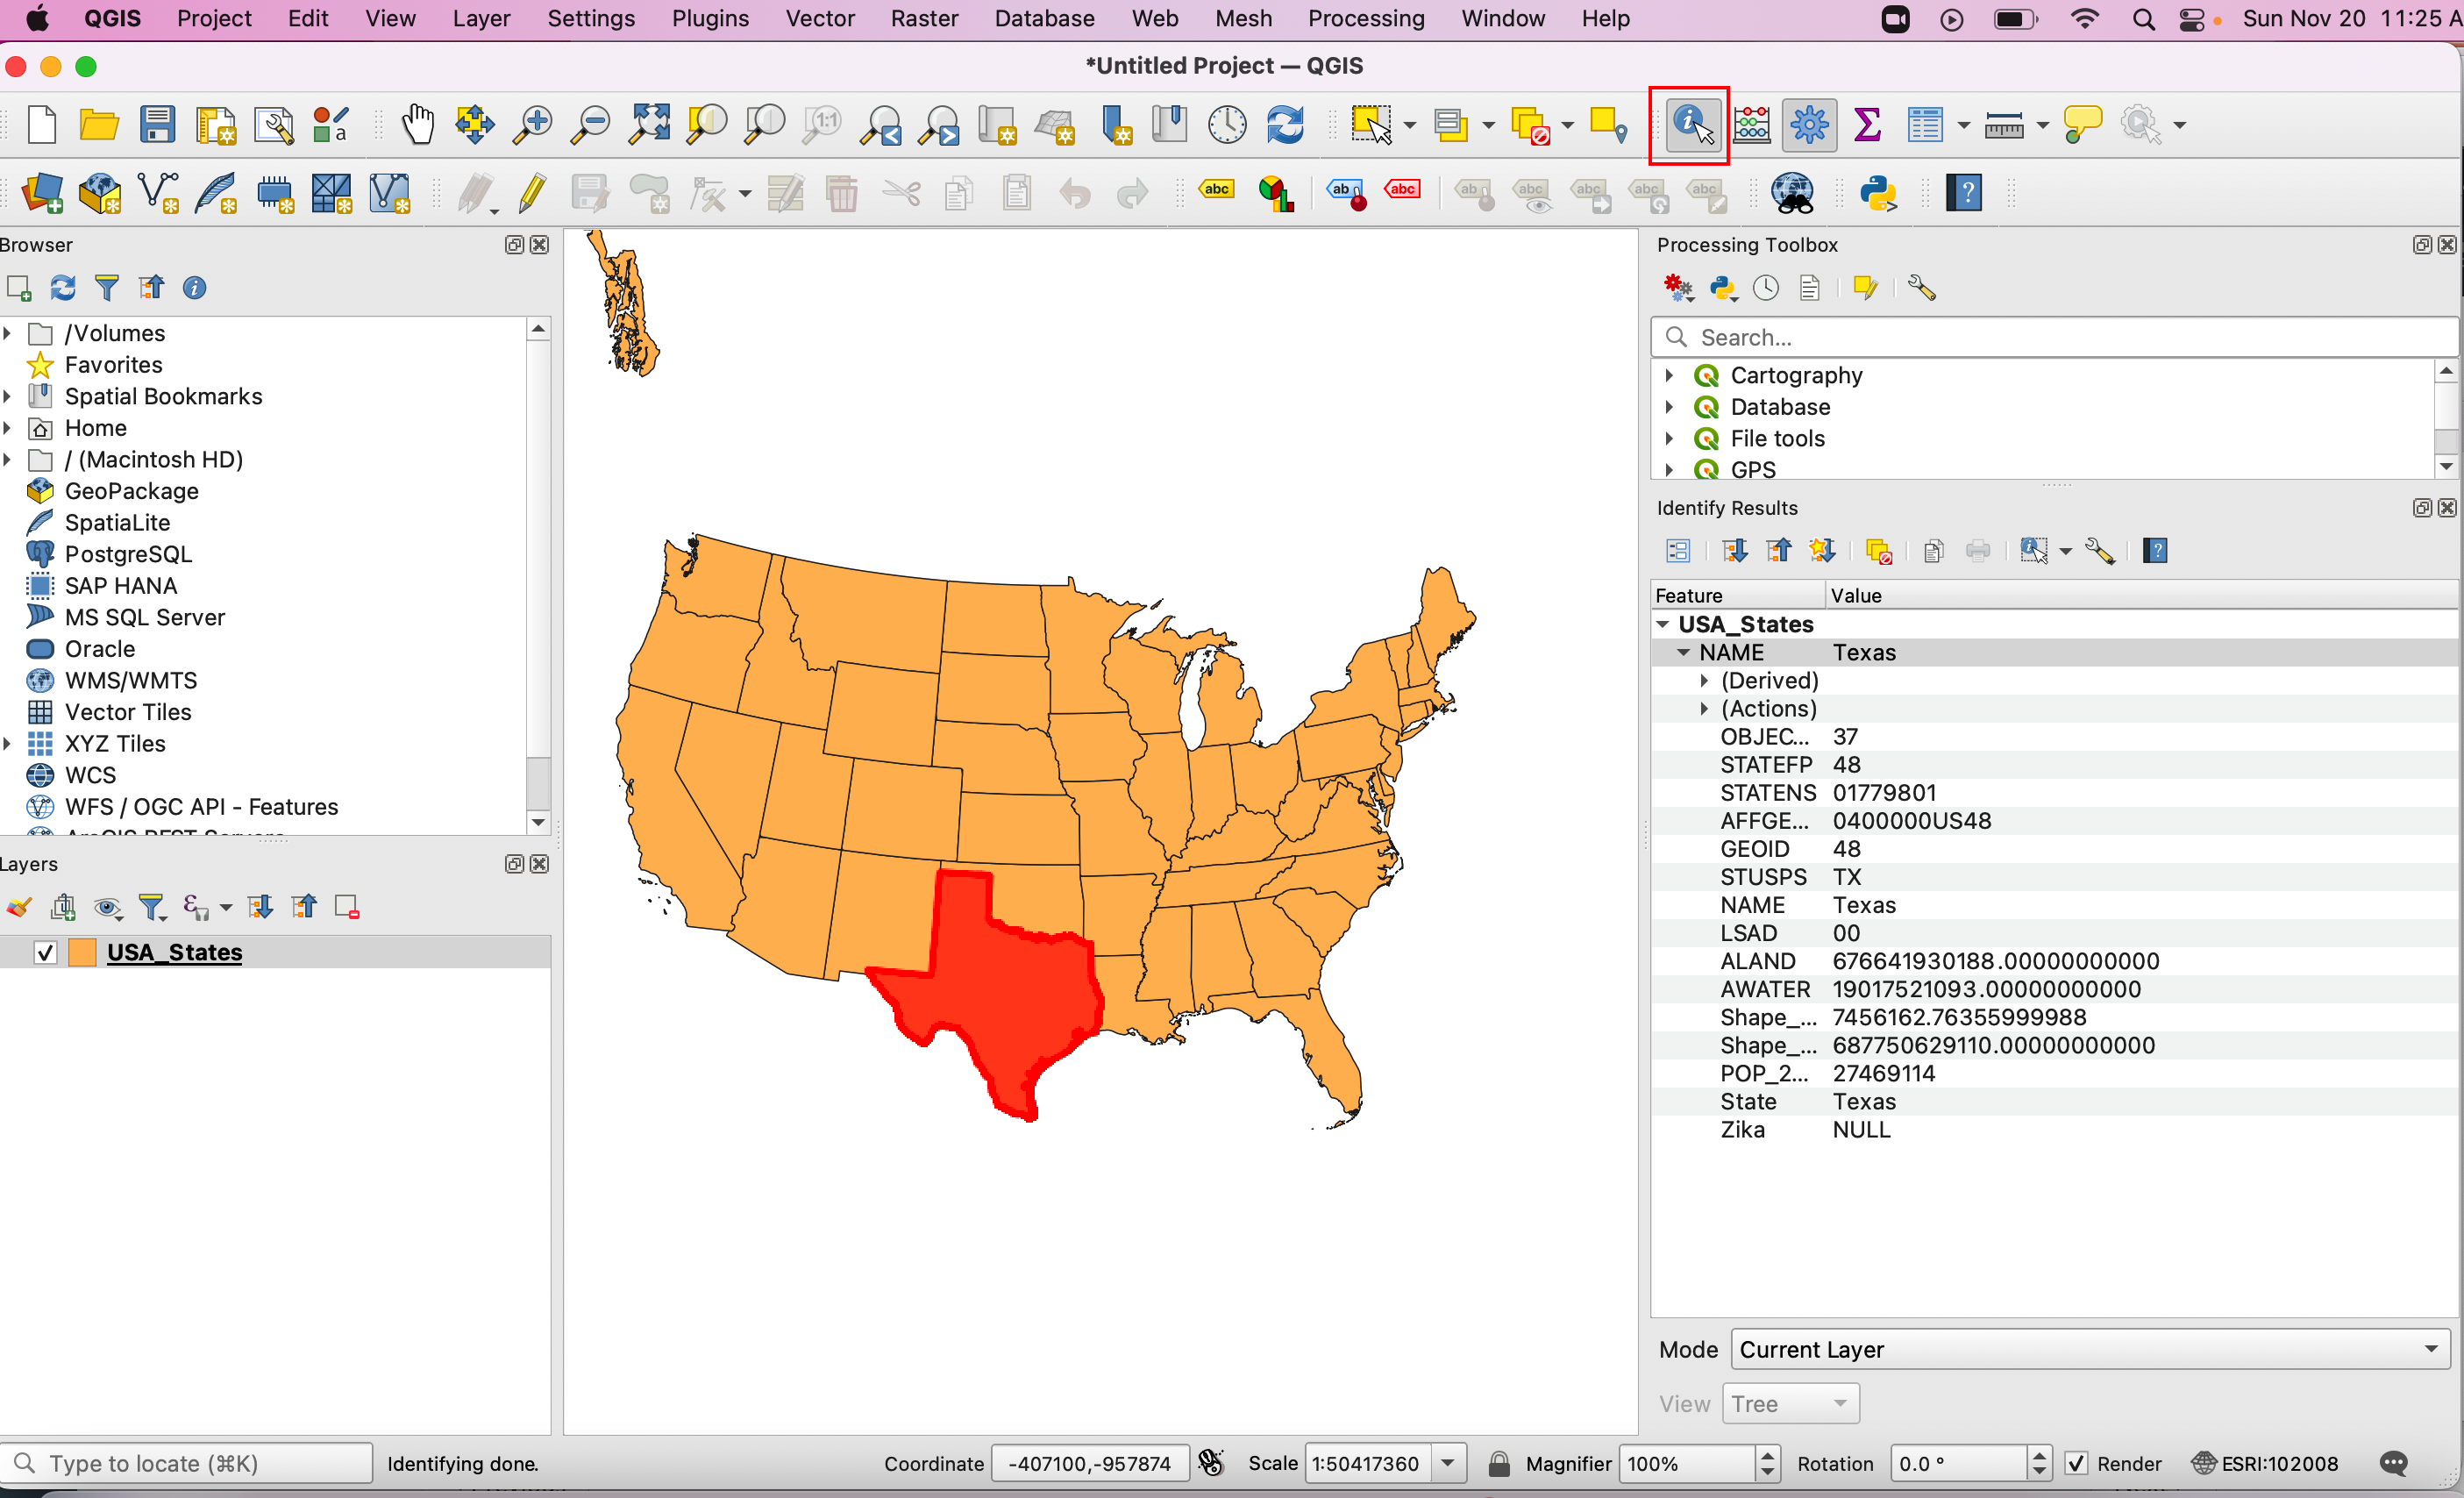 QGIS Project Edit View Layer Settings Plugins Vector Raster Database Web Mesh Processing Window Help Sun Nov 20 11:25 A
*Untitled Project — QGIS
1:1
abc ab abc ab abc abc abc abc
Browser
/Volumes
Favorites
Spatial Bookmarks
Home
/ (Macintosh HD)
GeoPackage
SpatiaLite
PostgreSQL
SAP HANA
MS SQL Server
Oracle
WMS/WMTS
Vector Tiles
XYZ Tiles
WCS
WFS / OGC API - Features
Layers
USA_States
Processing Toolbox
Search...
Cartography
Database
File tools
GPS
Identify Results
Feature Value
USA_States
NAME Texas
(Derived)
(Actions)
OBJEC... 37
STATEFP 48
STATENS 01779801
AFFGE... 0400000US48
GEOID 48
STUSPS TX
NAME Texas
LSAD 00
ALAND 676641930188.00000000000
AWATER 19017521093.00000000000
Shape_... 7456162.76355999988
Shape_... 687750629110.00000000000
POP_2... 27469114
State Texas
Zika NULL
Mode Current Layer
View Tree
Type to locate (⌘K) Identifying done. Coordinate -407100,-957874 Scale 1:50417360 Magnifier 100% Rotation 0.0 ° Render ESRI:102008